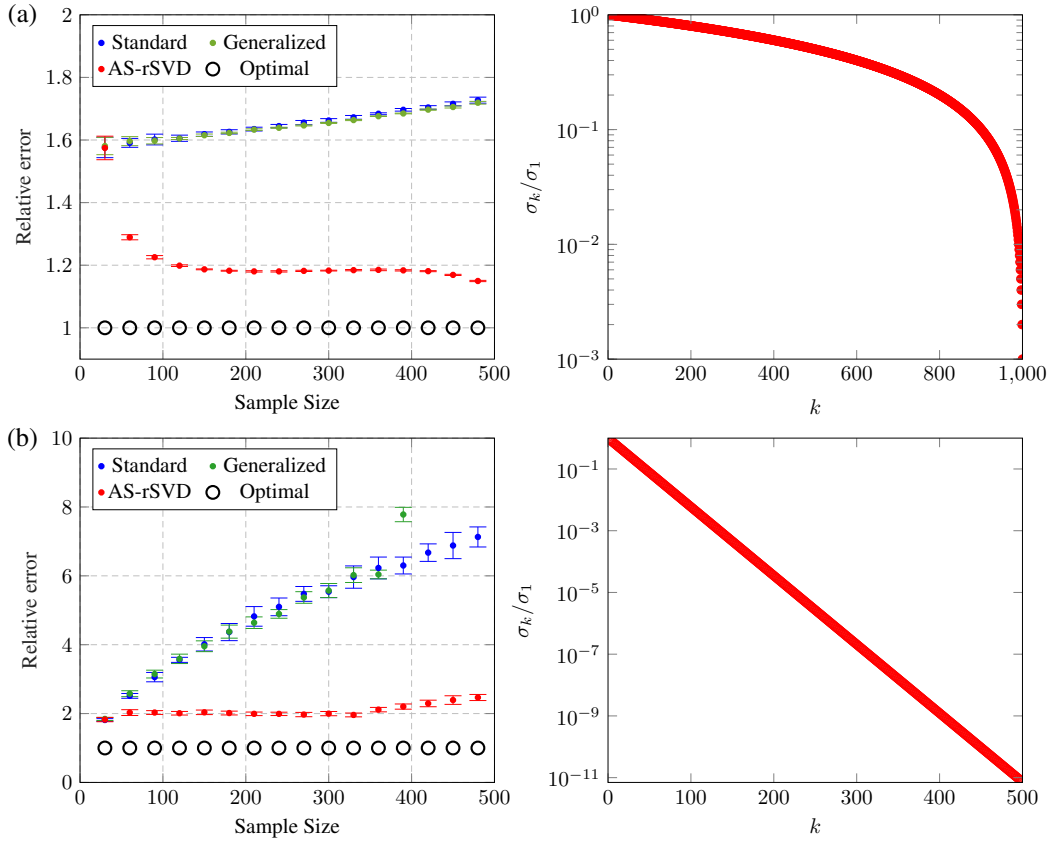 (a)
2
1.8
1.6
1.4
1.2
1
Relative error
Standard
Generalized
AS-rSVD
Optimal
0 100 200 300 400 500
Sample Size
10^0
10^−1
10^−2
10^−3
σ_k/σ_1
0 200 400 600 800 1,000
k
(b)
10
8
6
4
2
0
Relative error
Standard
Generalized
AS-rSVD
Optimal
0 100 200 300 400 500
Sample Size
10^−1
10^−3
10^−5
10^−7
10^−9
10^−11
σ_k/σ_1
0 100 200 300 400 500
k